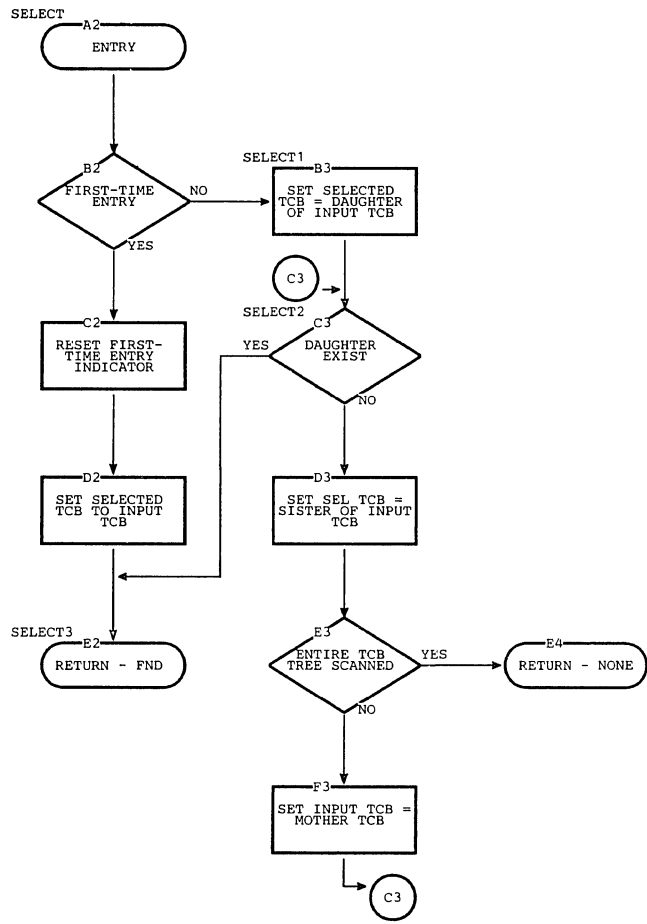 SELECT
A2
ENTRY
B2
FIRST-TIME
ENTRY
NO
YES
SELECT1
B3
SET SELECTED
TCB = DAUGHTER
OF INPUT TCB
C3
SELECT2
C3
DAUGHTER
EXIST
YES
NO
C2
RESET FIRST-
TIME ENTRY
INDICATOR
D2
SET SELECTED
TCB TO INPUT
TCB
D3
SET SEL TCB =
SISTER OF INPUT
TCB
SELECT3
E2
RETURN - FND
E3
ENTIRE TCB
TREE SCANNED
YES
NO
E4
RETURN - NONE
F3
SET INPUT TCB =
MOTHER TCB
C3